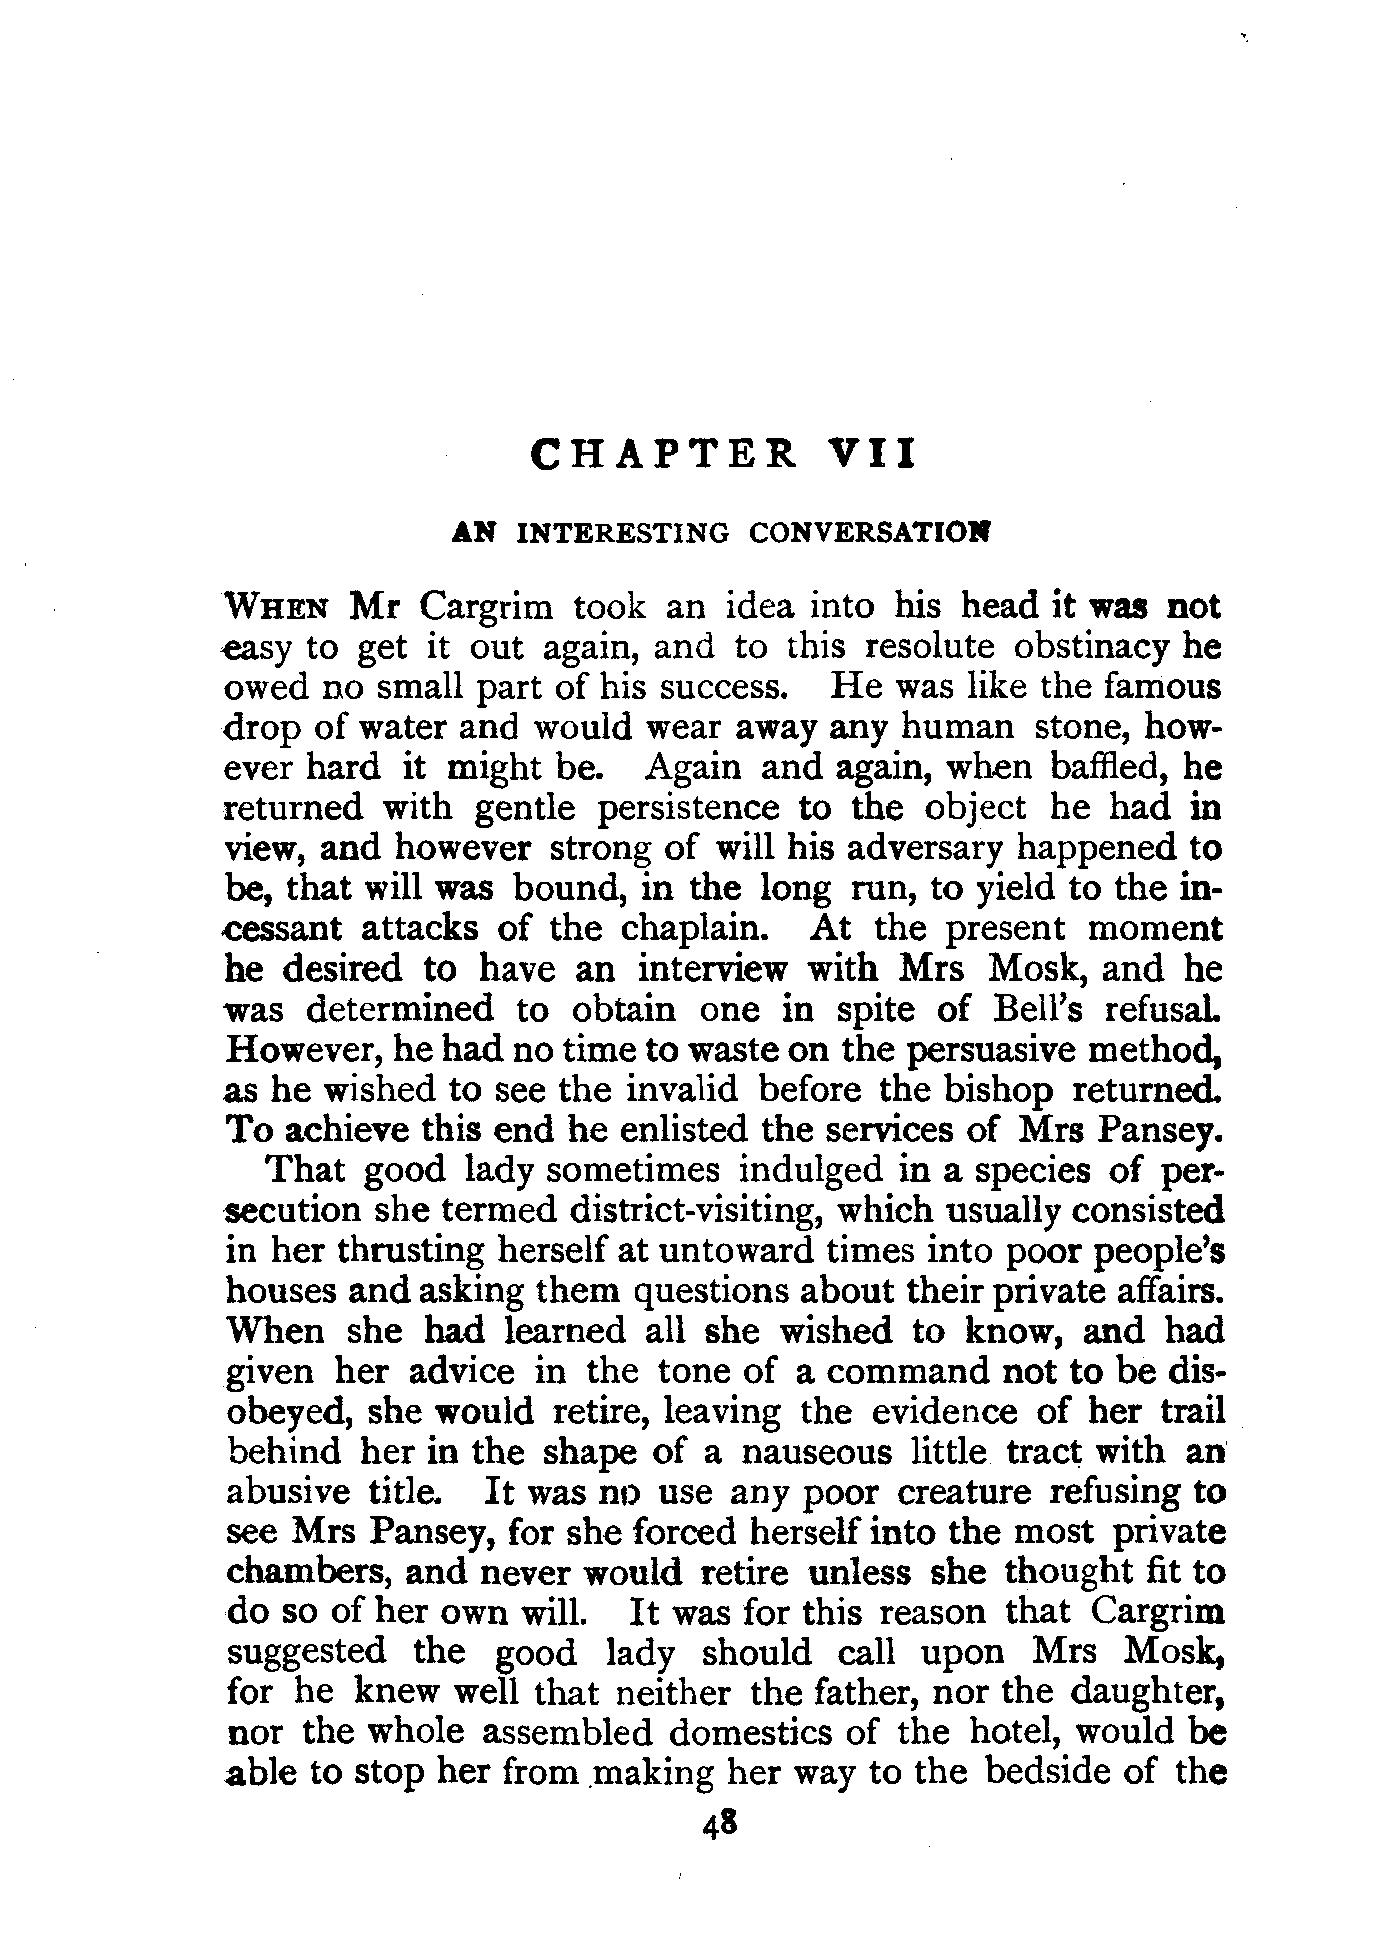 CHAPTER VII
AN INTERESTING CONVERSATION
WHEN Mr Cargrim took an idea into his head it was not
easy to get it out again, and to this resolute obstinacy he
owed no small part of his success. He was like the famous
drop of water and would wear away any human stone, how-
ever hard it might be. Again and again, when baffled, he
returned with gentle persistence to the object he had in
view, and however strong of will his adversary happened to
be, that will was bound, in the long run, to yield to the in-
cessant attacks of the chaplain. At the present moment
he desired to have an interview with Mrs Mosk, and he
was determined to obtain one in spite of Bell's refusal.
However, he had no time to waste on the persuasive method,
as he wished to see the invalid before the bishop returned.
To achieve this end he enlisted the services of Mrs Pansey.
That good lady sometimes indulged in a species of per-
secution she termed district-visiting, which usually consisted
in her thrusting herself at untoward times into poor people's
houses and asking them questions about their private affairs.
When she had learned all she wished to know, and had
given her advice in the tone of a command not to be dis-
obeyed, she would retire, leaving the evidence of her trail
behind her in the shape of a nauseous little tract with an
abusive title. It was no use any poor creature refusing to
see Mrs Pansey, for she forced herself into the most private
chambers, and never would retire unless she thought fit to
do so of her own will. It was for this reason that Cargrim
suggested the good lady should call upon Mrs Mosk,
for he knew well that neither the father, nor the daughter,
nor the whole assembled domestics of the hotel, would be
able to stop her from making her way to the bedside of the
48